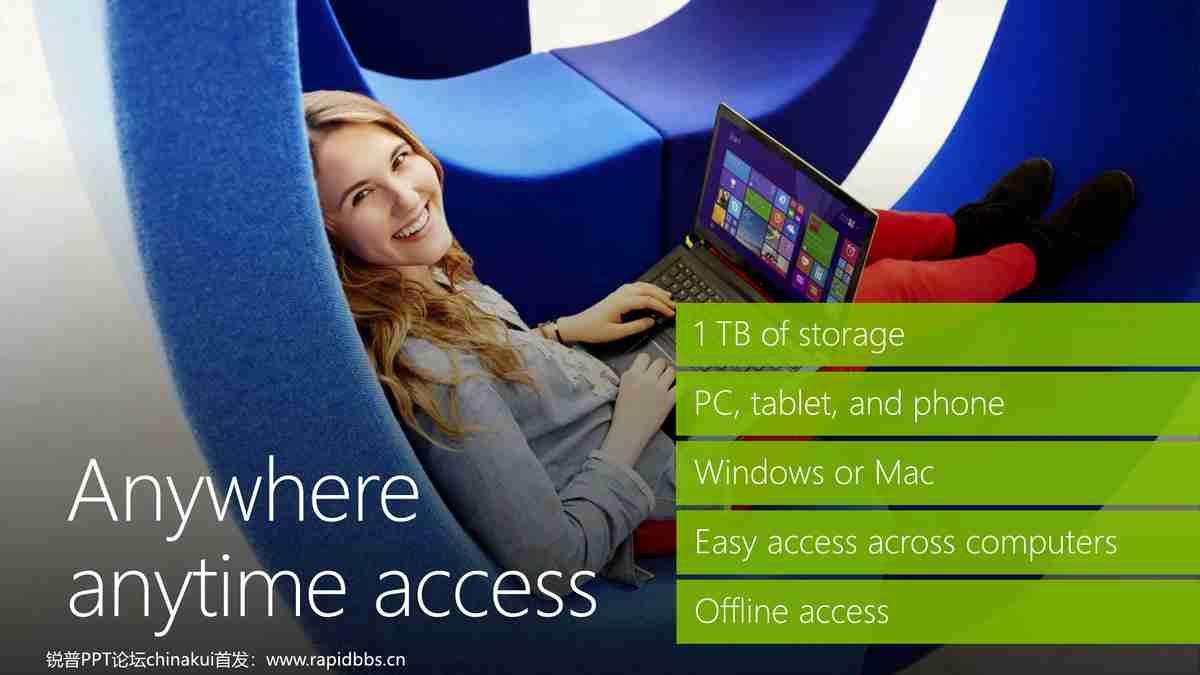 Anywhere
anytime access
1 TB of storage
PC, tablet, and phone
Windows or Mac
Easy access across computers
Offline access
锐普PPT论坛chinakui首发：www.rapidbbs.cn